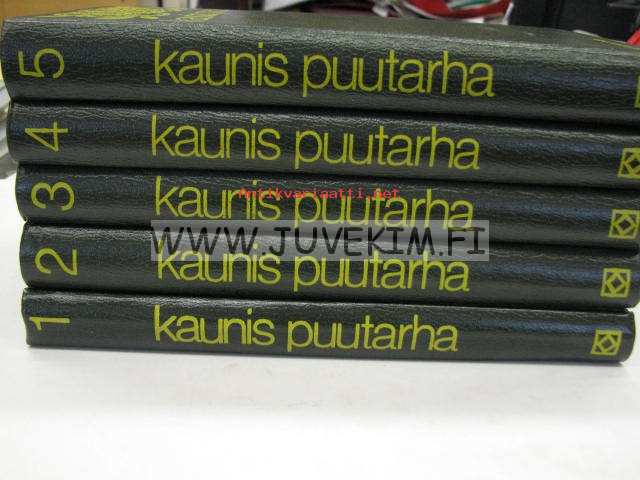 5 kaunis puutarha
4 kaunis puutarha
3 kaunis puutarha
Antikvariaatti.net
WWW.JUVEKIM.FI
2 kaunis puutarha
1 kaunis puutarha